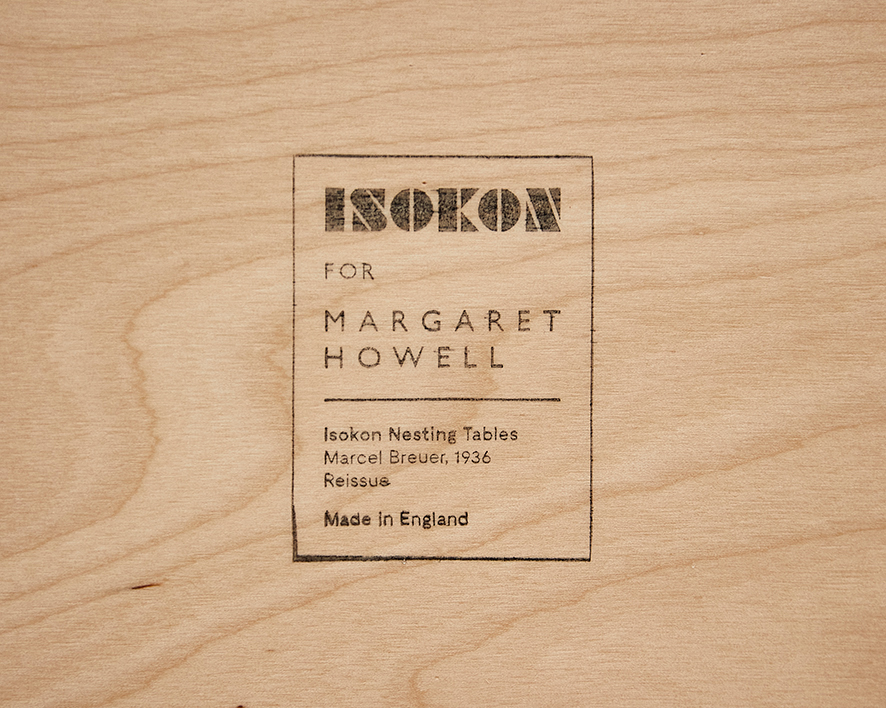 ISOKON
FOR
MARGARET
HOWELL
Isokon Nesting Tables
Marcel Breuer, 1936
Reissue
Made in England